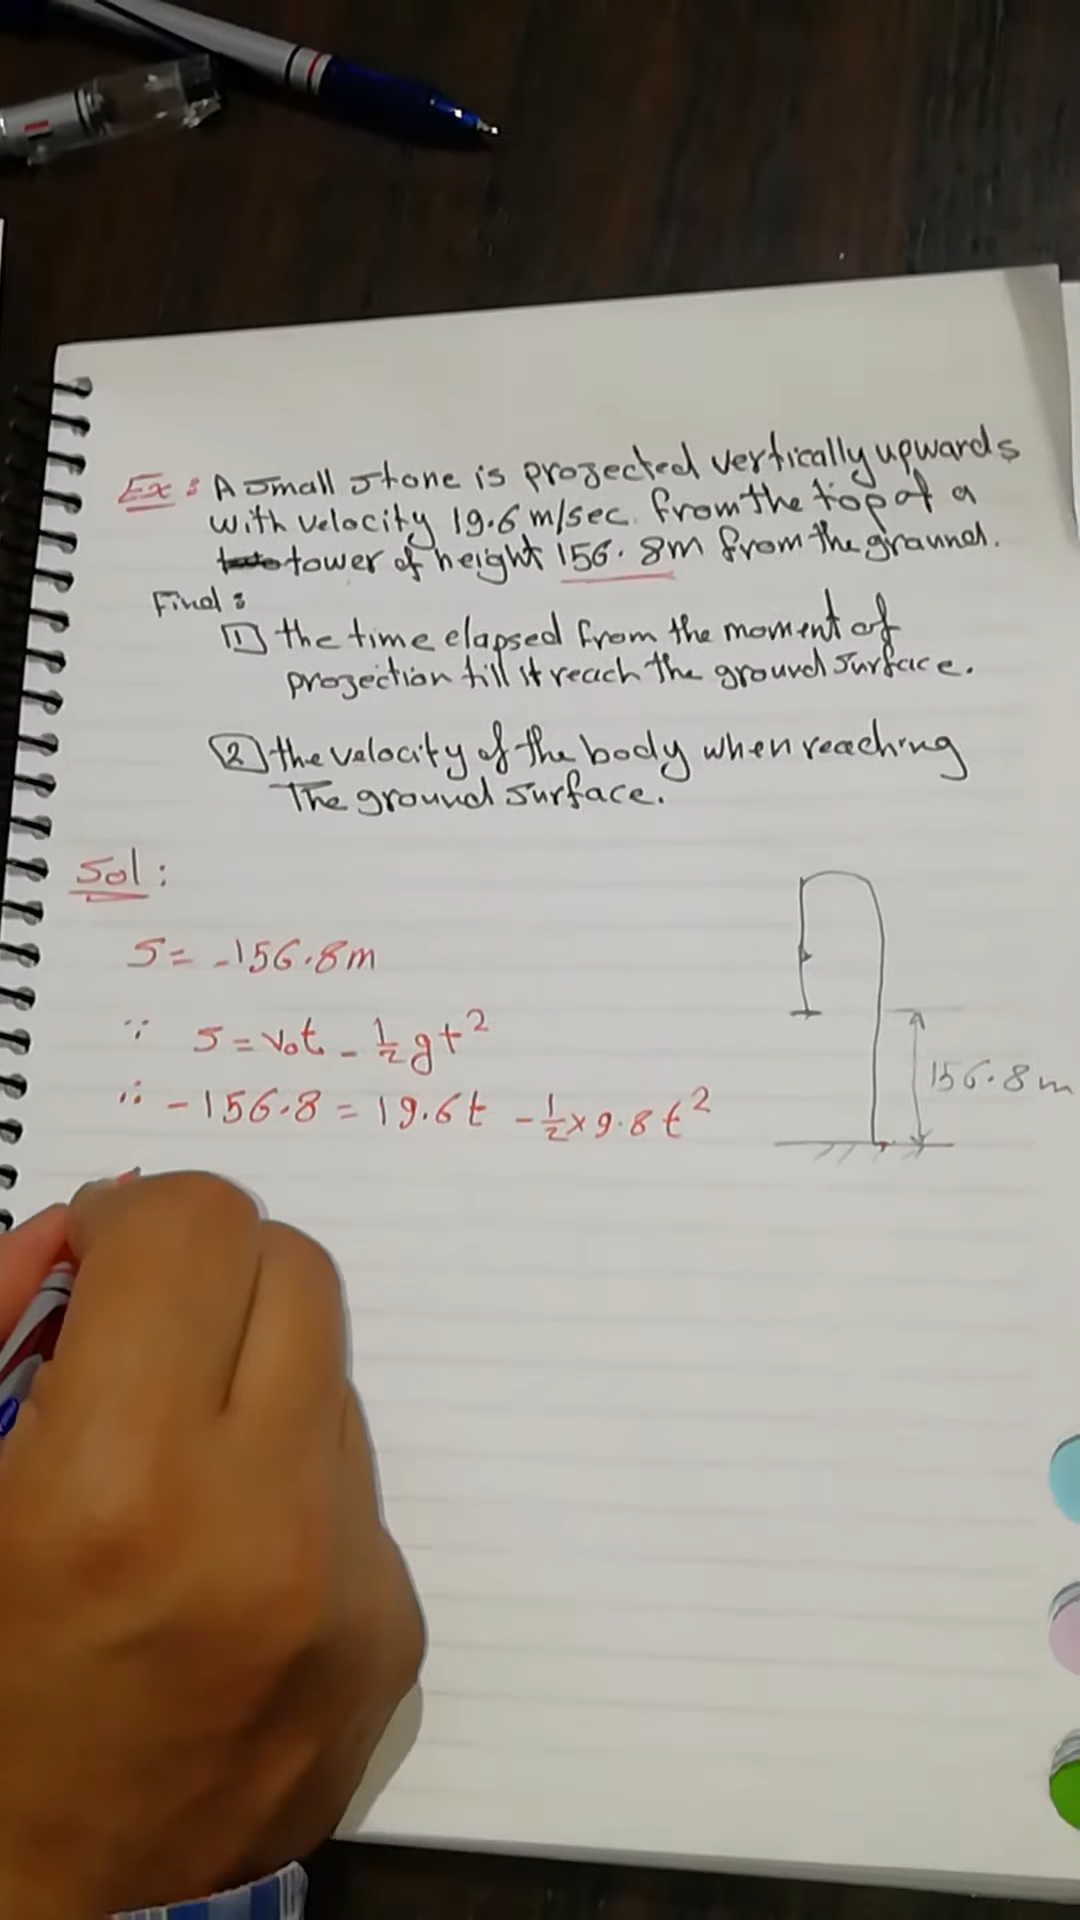 Ex: A small stone is projected vertically upwards
with velocity 19.6 m/sec. from the top of a
tower of height 156.8m from the ground.
Find:
1 the time elapsed from the moment of
projection till it reach the ground surface.
2 the velocity of the body when reaching
The ground surface.
Sol:
S = -156.8m
∵ S = v₀t - ½gt²
∴ -156.8 = 19.6t - ½×9.8t²
156.8m